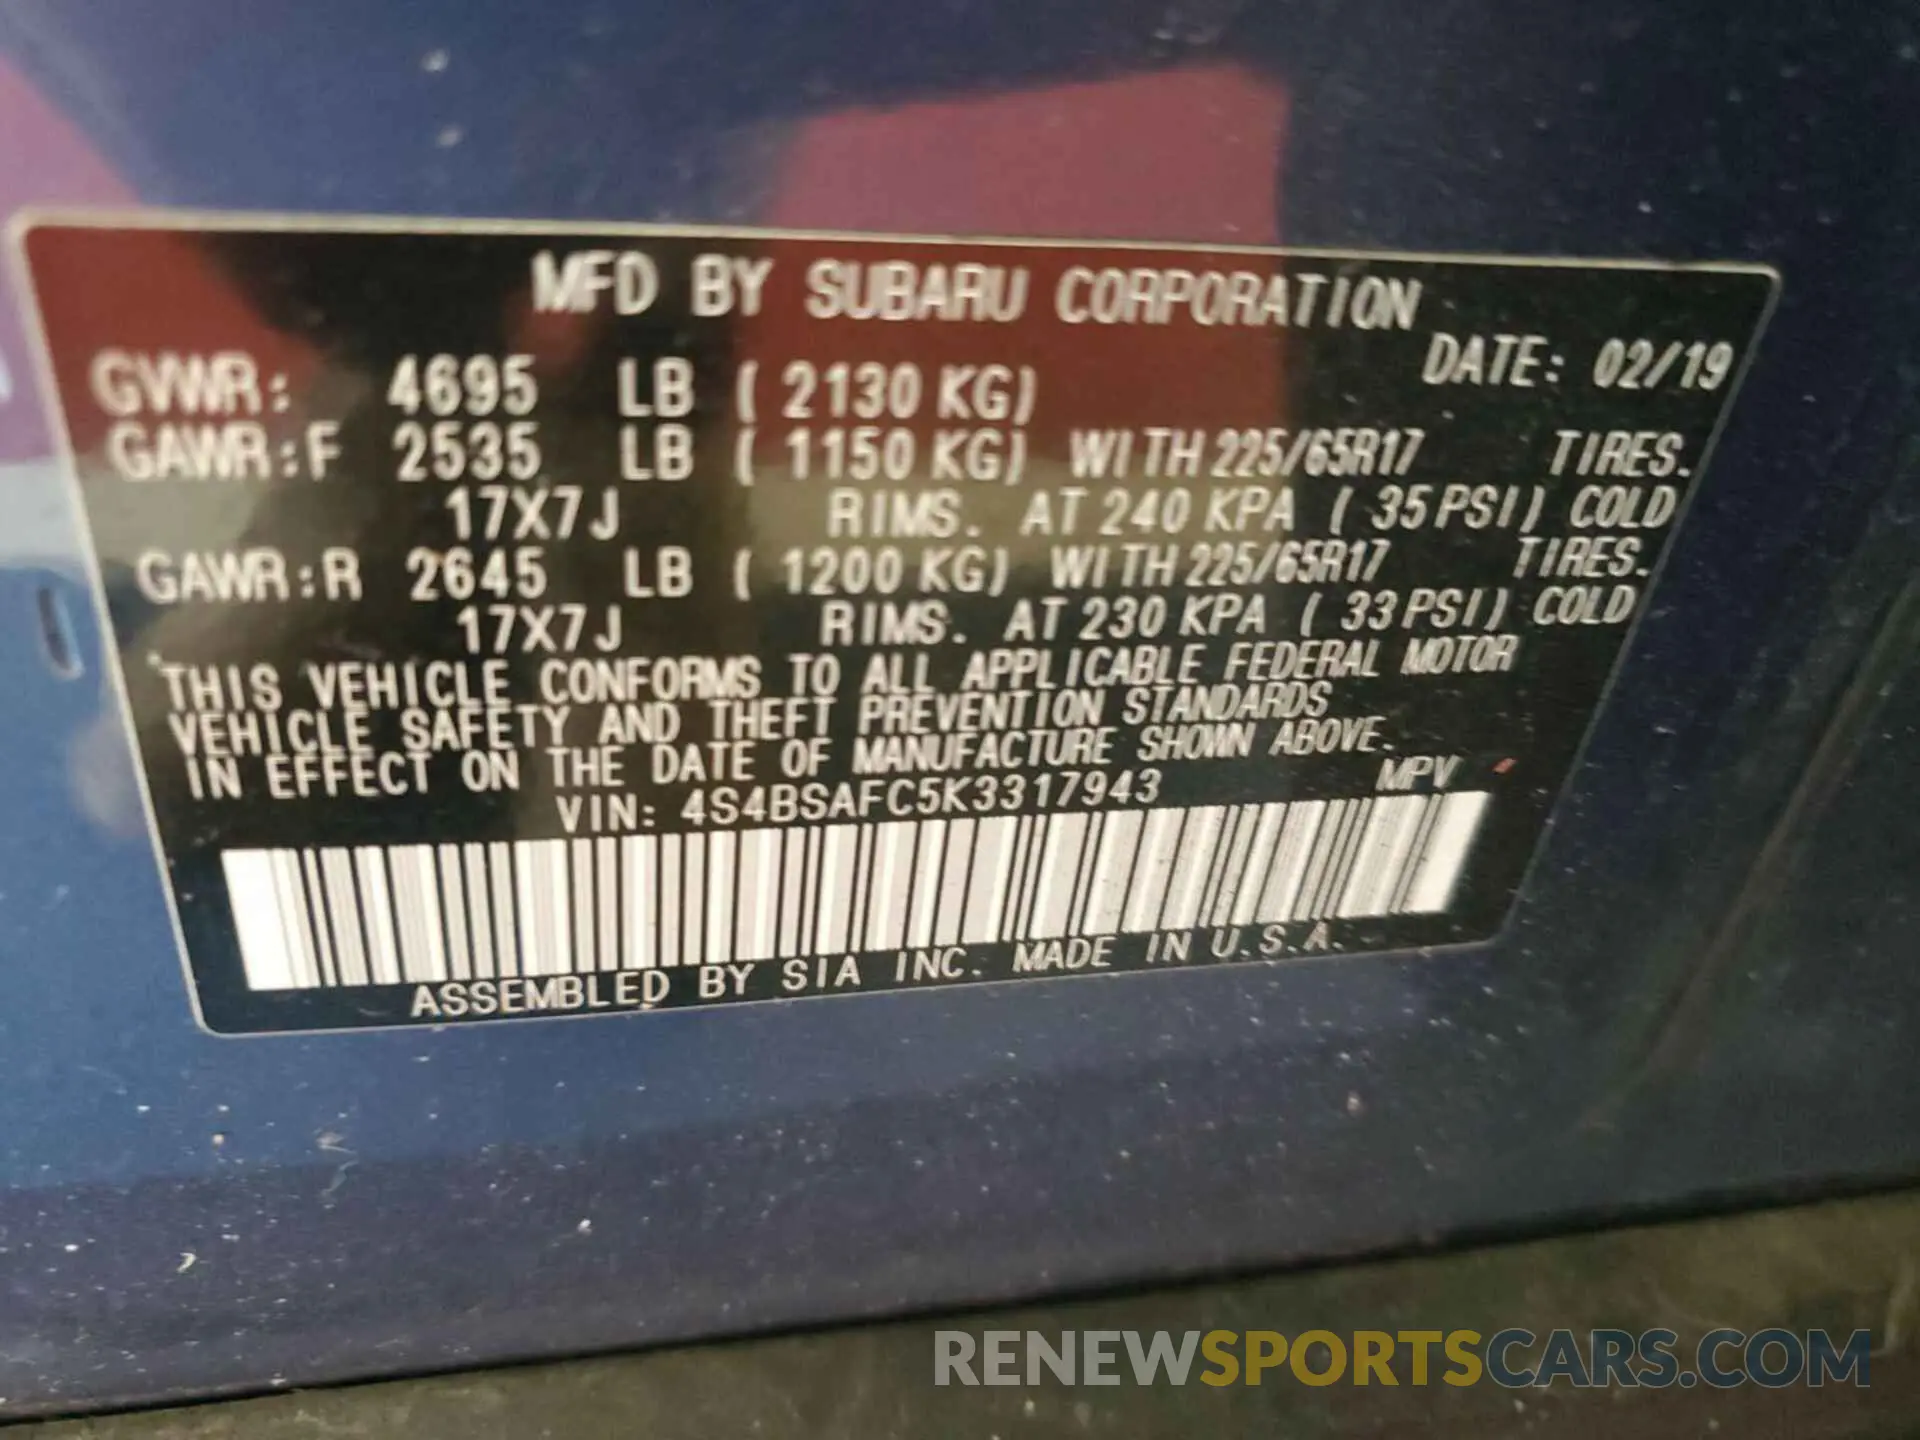 MFD BY SUBARU CORPORATION
DATE: 02/19
GVWR: 4695 LB ( 2130 KG)
GAWR:F 2535 LB ( 1150 KG) WITH 225/65R17 TIRES.
17X7J RIMS. AT 240 KPA ( 35 PSI) COLD
GAWR:R 2645 LB ( 1200 KG) WITH 225/65R17 TIRES.
17X7J RIMS. AT 230 KPA ( 33 PSI) COLD
THIS VEHICLE CONFORMS TO ALL APPLICABLE FEDERAL MOTOR
VEHICLE SAFETY AND THEFT PREVENTION STANDARDS
IN EFFECT ON THE DATE OF MANUFACTURE SHOWN ABOVE.
VIN: 4S4BSAFC5K3317943 MPV
ASSEMBLED BY SIA INC. MADE IN U.S.A.
RENEWSPORTSCARS.COM